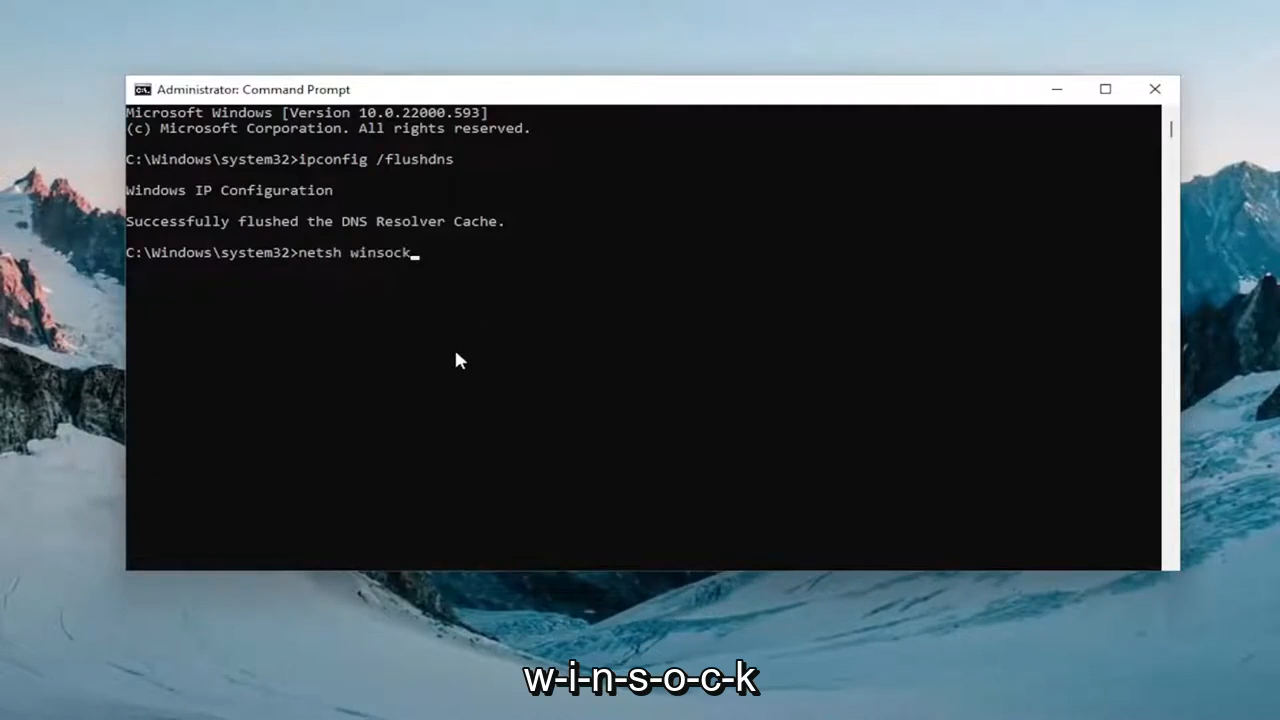 Administrator: Command Prompt
Microsoft Windows [Version 10.0.22000.593]
(c) Microsoft Corporation. All rights reserved.
C:\Windows\system32>ipconfig /flushdns
Windows IP Configuration
Successfully flushed the DNS Resolver Cache.
C:\Windows\system32>netsh winsock
w-i-n-s-o-c-k